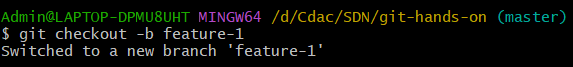 Admin@LAPTOP-DPMU8UHT MINGW64 /d/Cdac/SDN/git-hands-on (master)
$ git checkout -b feature-1
Switched to a new branch 'feature-1'